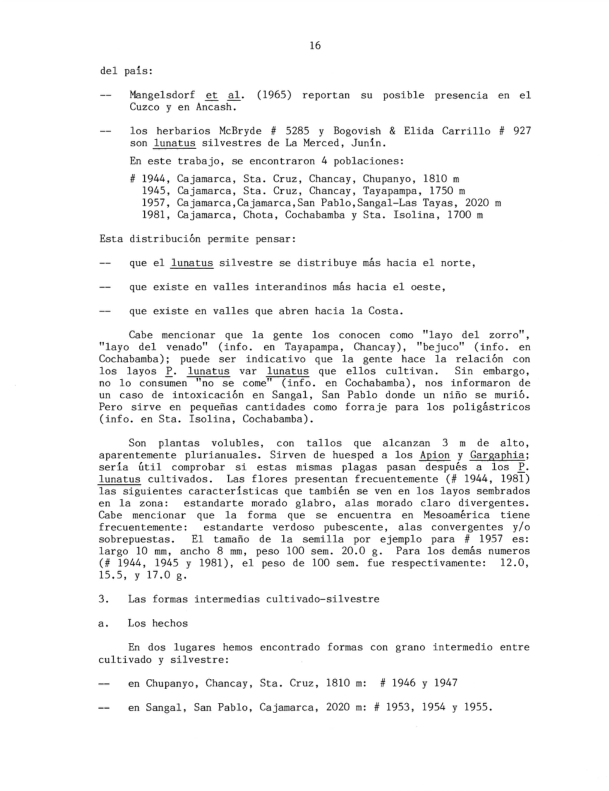 16
del país:
-- Mangelsdorf et al. (1965) reportan su posible presencia en el
Cuzco y en Ancash.
-- los herbarios McBryde # 5285 y Bogovish & Elida Carrillo # 927
son lunatus silvestres de La Merced, Junín.
En este trabajo, se encontraron 4 poblaciones:
# 1944, Cajamarca, Sta. Cruz, Chancay, Chupanyo, 1810 m
1945, Cajamarca, Sta. Cruz, Chancay, Tayapampa, 1750 m
1957, Cajamarca,Cajamarca,San Pablo,Sangal-Las Tayas, 2020 m
1981, Cajamarca, Chota, Cochabamba y Sta. Isolina, 1700 m
Esta distribución permite pensar:
-- que el lunatus silvestre se distribuye más hacia el norte,
-- que existe en valles interandinos más hacia el oeste,
-- que existe en valles que abren hacia la Costa.
Cabe mencionar que la gente los conocen como "layo del zorro",
"layo del venado" (info. en Tayapampa, Chancay), "bejuco" (info. en
Cochabamba); puede ser indicativo que la gente hace la relación con
los layos P. lunatus var lunatus que ellos cultivan. Sin embargo,
no lo consumen "no se come" (info. en Cochabamba), nos informaron de
un caso de intoxicación en Sangal, San Pablo donde un niño se murió.
Pero sirve en pequeñas cantidades como forraje para los poligástricos
(info. en Sta. Isolina, Cochabamba).
Son plantas volubles, con tallos que alcanzan 3 m de alto,
aparentemente plurianuales. Sirven de huesped a los Apion y Gargaphia;
sería útil comprobar si estas mismas plagas pasan después a los P.
lunatus cultivados. Las flores presentan frecuentemente (# 1944, 1981)
las siguientes características que también se ven en los layos sembrados
en la zona: estandarte morado glabro, alas morado claro divergentes.
Cabe mencionar que la forma que se encuentra en Mesoamérica tiene
frecuentemente: estandarte verdoso pubescente, alas convergentes y/o
sobrepuestas. El tamaño de la semilla por ejemplo para # 1957 es:
largo 10 mm, ancho 8 mm, peso 100 sem. 20.0 g. Para los demás numeros
(# 1944, 1945 y 1981), el peso de 100 sem. fue respectivamente: 12.0,
15.5, y 17.0 g.
3. Las formas intermedias cultivado-silvestre
a. Los hechos
En dos lugares hemos encontrado formas con grano intermedio entre
cultivado y silvestre:
-- en Chupanyo, Chancay, Sta. Cruz, 1810 m: # 1946 y 1947
-- en Sangal, San Pablo, Cajamarca, 2020 m: # 1953, 1954 y 1955.